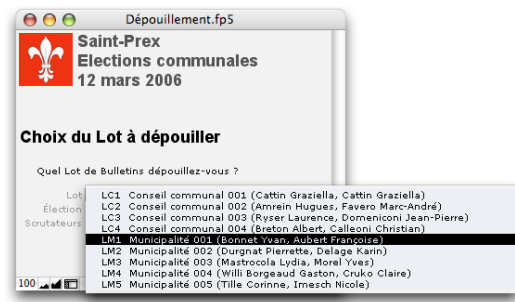 Dépouillement.fp5
Saint-Prex
Elections communales
12 mars 2006
Choix du Lot à dépouiller
Quel Lot de Bulletins dépouillez-vous ?
Lot
Élection
Scrutateurs
LC1 Conseil communal 001 (Cattin Graziella, Cattin Graziella)
LC2 Conseil communal 002 (Amrein Hugues, Favero Marc-André)
LC3 Conseil communal 003 (Ryser Laurence, Domeniconi Jean-Pierre)
LC4 Conseil communal 004 (Breton Albert, Calleoni Christian)
LM1 Municipalité 001 (Bonnet Yvan, Aubert Françoise)
LM2 Municipalité 002 (Durgnat Pierrette, Delage Karin)
LM3 Municipalité 003 (Mastrocola Lydia, Morel Yves)
LM4 Municipalité 004 (Willi Borgeaud Gaston, Cruko Claire)
LM5 Municipalité 005 (Tille Corinne, Imesch Nicole)
100